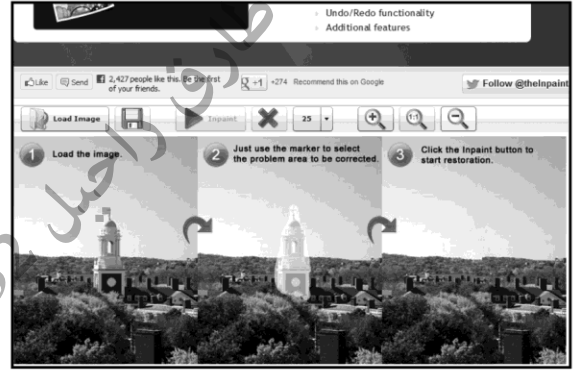 › Undo/Redo functionality
› Additional features
Like
Send
2,427 people like this. Be the first
of your friends.
+1
+274 Recommend this on Google
Follow @theInpaint
Load Image
Inpaint
25
1:1
1 Load the image.
2 Just use the marker to select
the problem area to be corrected.
3 Click the Inpaint button to
start restoration.
طارق